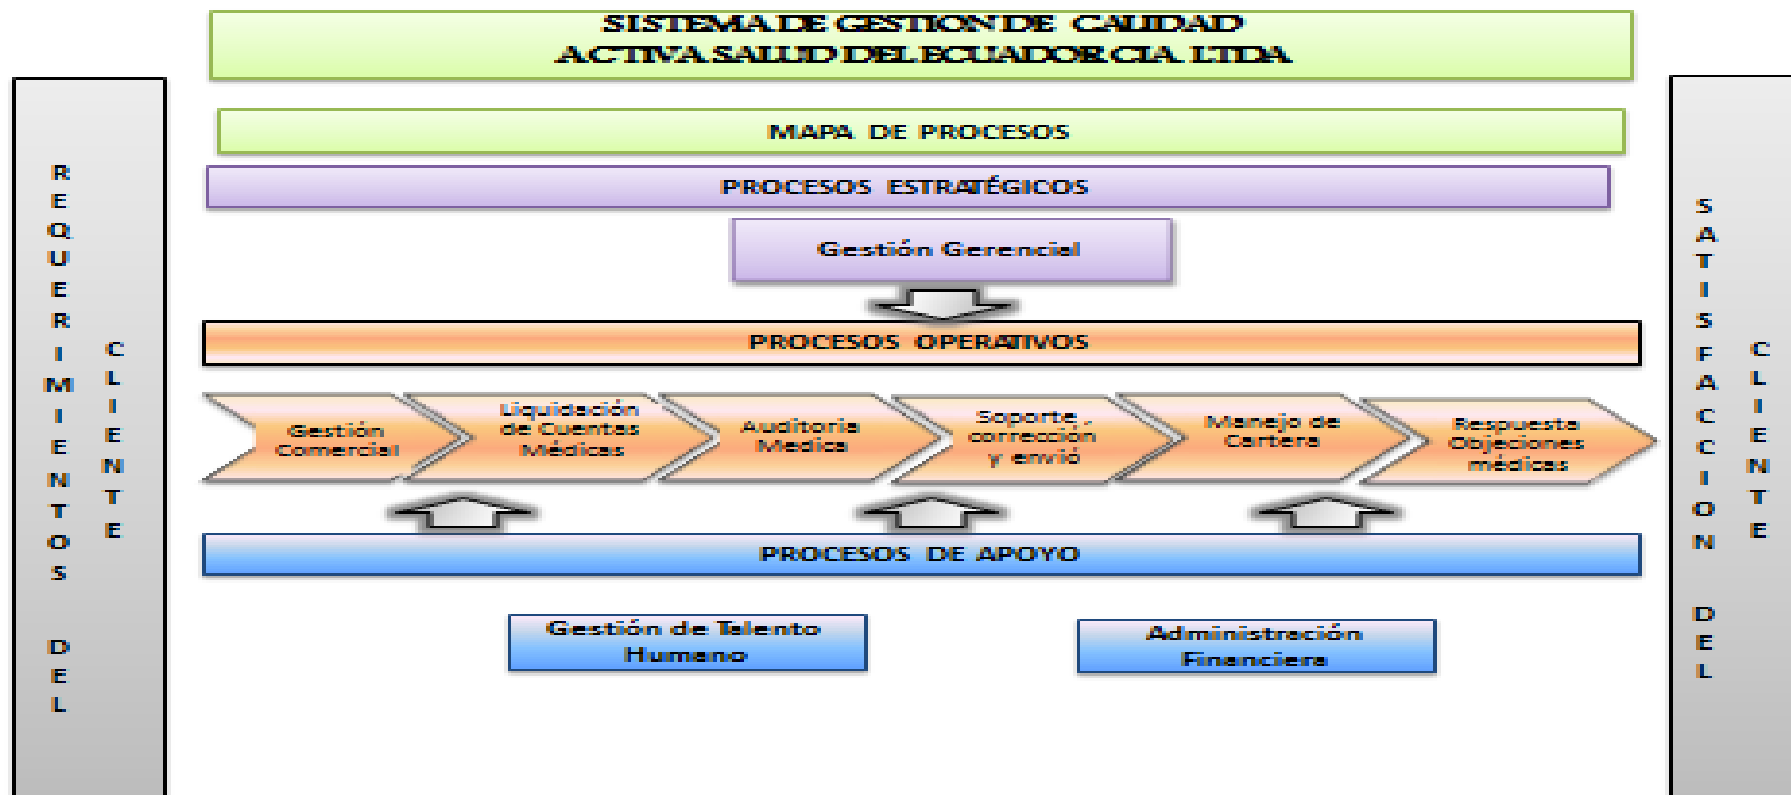 SISTEMA DE GESTION DE CALIDAD
ACTIVA SALUD DEL ECUADOR CIA. LTDA
MAPA DE PROCESOS
PROCESOS ESTRATÉGICOS
Gestión Gerencial
PROCESOS OPERATIVOS
Gestión
Comercial
Liquidación
de Cuentas
Médicas
Auditoria
Medica
Soporte,
corrección
y envió
Manejo de
Cartera
Respuesta
Objeciones
médicas
PROCESOS DE APOYO
Gestión de Talento
Humano
Administración
Financiera
REQUERIMIENTOS DEL
CLIENTE
SATISFACCION DEL
CLIENTE